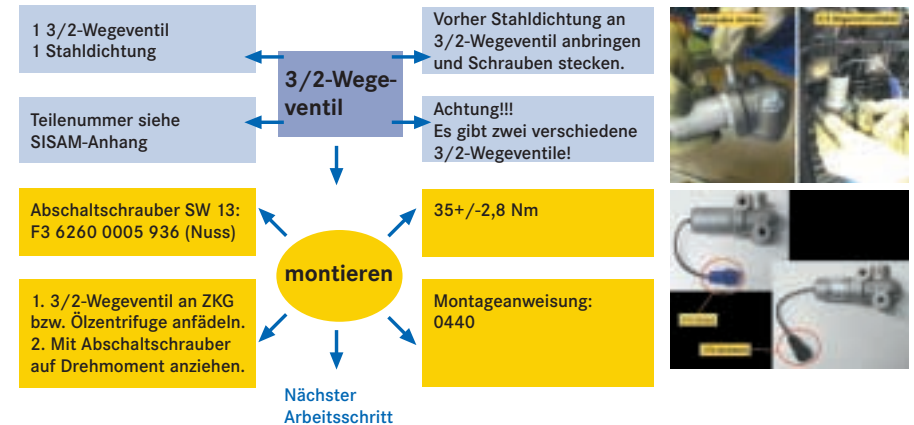 1 3/2-Wegeventil
1 Stahldichtung
3/2-Wege-
ventil
Vorher Stahldichtung an
3/2-Wegeventil anbringen
und Schrauben stecken.
Teilenummer siehe
SISAM-Anhang
Achtung!!!
Es gibt zwei verschiedene
3/2-Wegeventile!
Abschaltschrauber SW 13:
F3 6260 0005 936 (Nuss)
35+/-2,8 Nm
montieren
1. 3/2-Wegeventil an ZKG
bzw. Ölzentrifuge anfädeln.
2. Mit Abschaltschrauber
auf Drehmoment anziehen.
Montageanweisung:
0440
Nächster
Arbeitsschritt